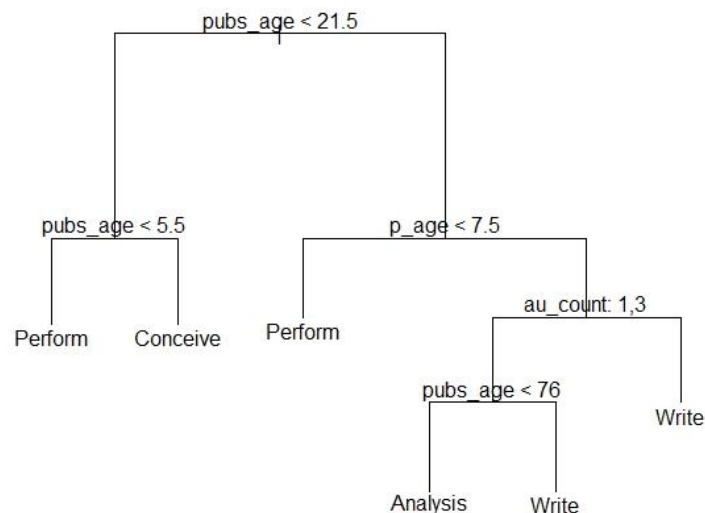 pubs_age < 21.5
pubs_age < 5.5
p_age < 7.5
au_count: 1,3
Perform
Conceive
Perform
pubs_age < 76
Write
Analysis
Write